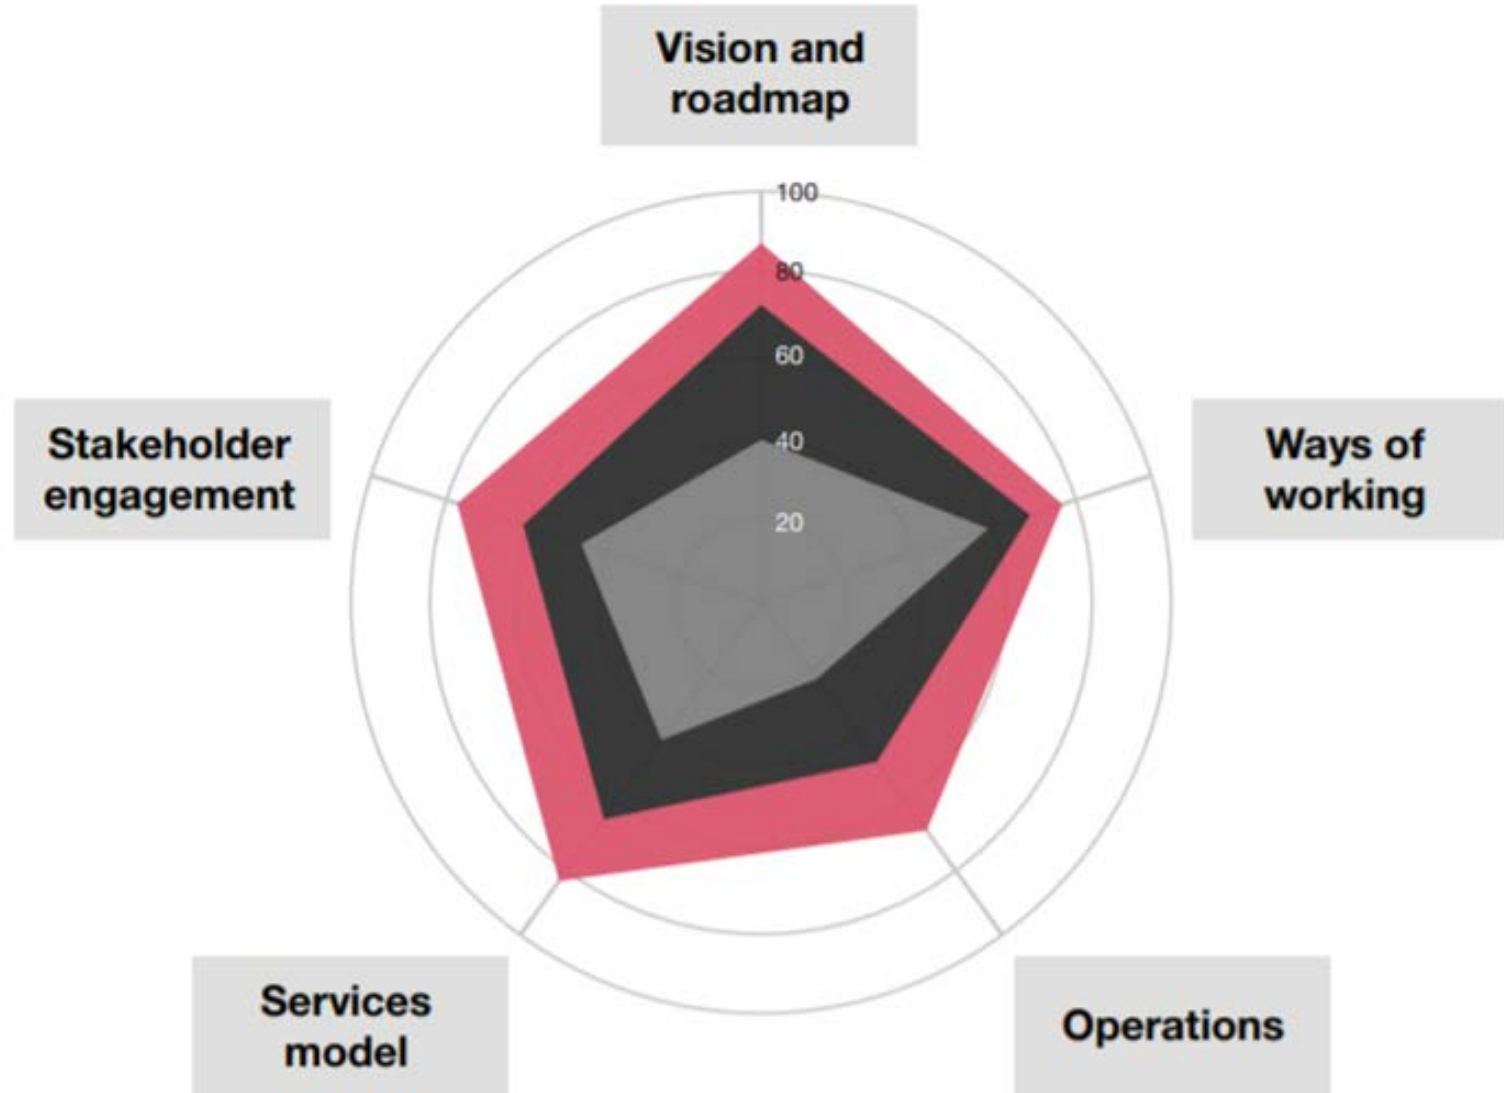 Vision and
roadmap
100
80
60
40
20
Stakeholder
engagement
Ways of
working
Services
model
Operations